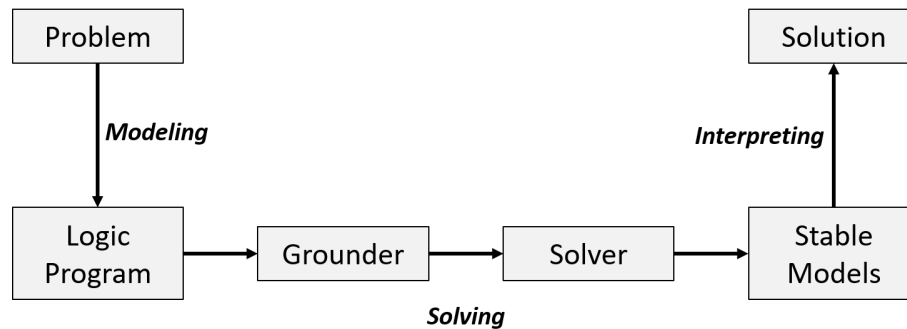 Problem
Solution
Modeling
Interpreting
Logic
Program
Grounder
Solver
Stable
Models
Solving